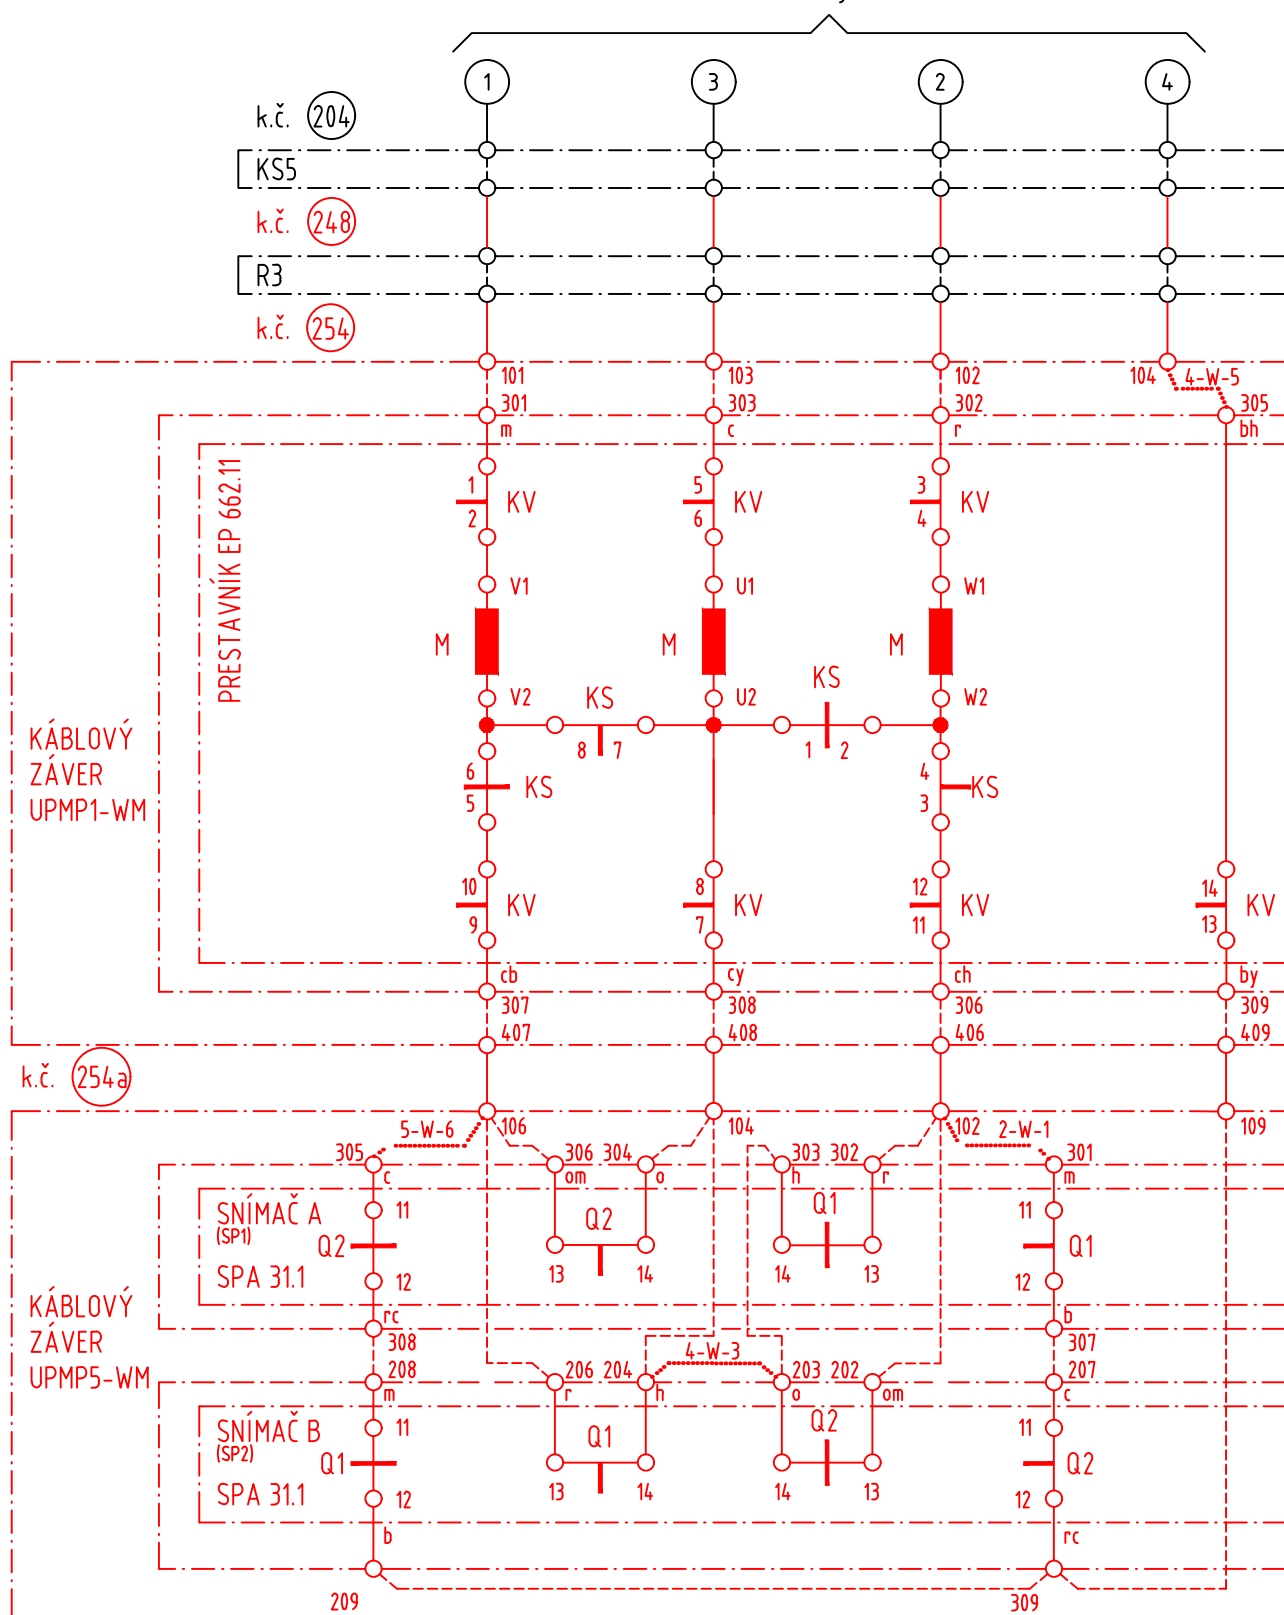 1 3 2 4
k.č. 204
KS5
k.č. 248
R3
k.č. 254
101 103 102 104 4-W-5
301 303 302 305
m c r bh
PRESTAVNÍK EP 662.11
1 5 3
KV KV KV
2 6 4
V1 U1 W1
M M M
V2 KS U2 KS W2
8 7 1 2
KÁBLOVÝ
ZÁVER
UPMP1-WM
6 4
KS KS
5 3
10 8 12 14
KV KV KV KV
9 7 11 13
cb cy ch by
307 308 306 309
407 408 406 409
k.č. 254a
106 104 102 109
5-W-6 2-W-1
305 306 304 303 302 301
c om o h r m
SNÍMAČ A
(SP1)
SPA 31.1
11 Q2 Q1 11
Q2 Q1
13 14 14 13
12 12
rc b
308 307
KÁBLOVÝ
ZÁVER
UPMP5-WM
4-W-3
208 206 204 203 202 207
m r h o om c
SNÍMAČ B
(SP2)
SPA 31.1
11 Q1 Q2 11
Q1 Q2
13 14 14 13
12 12
b rc
209 309